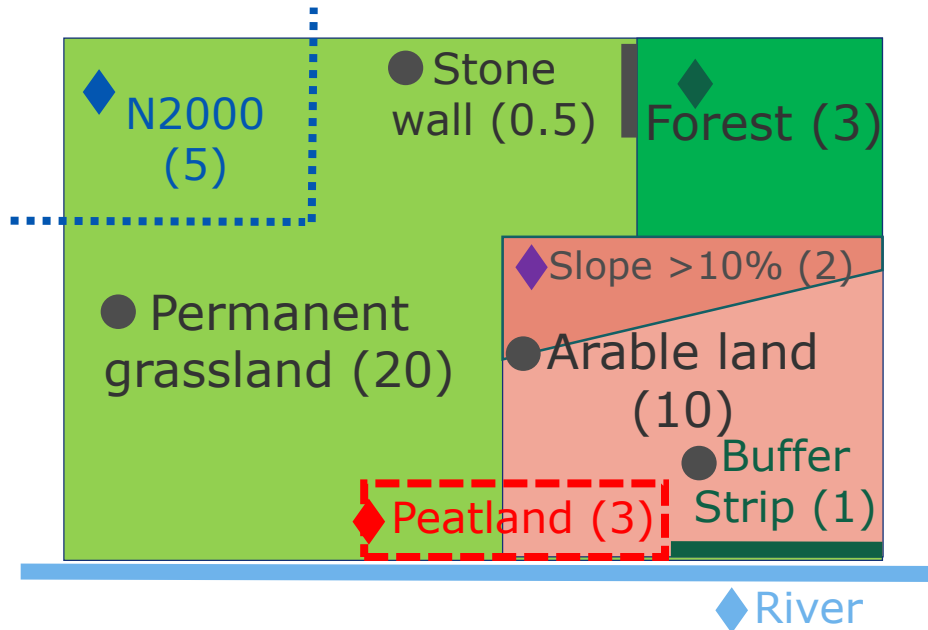 N2000
(5)
Stone
wall (0.5)
Forest (3)
Slope >10% (2)
Permanent
grassland (20)
Arable land
(10)
Buffer
Strip (1)
Peatland (3)
River